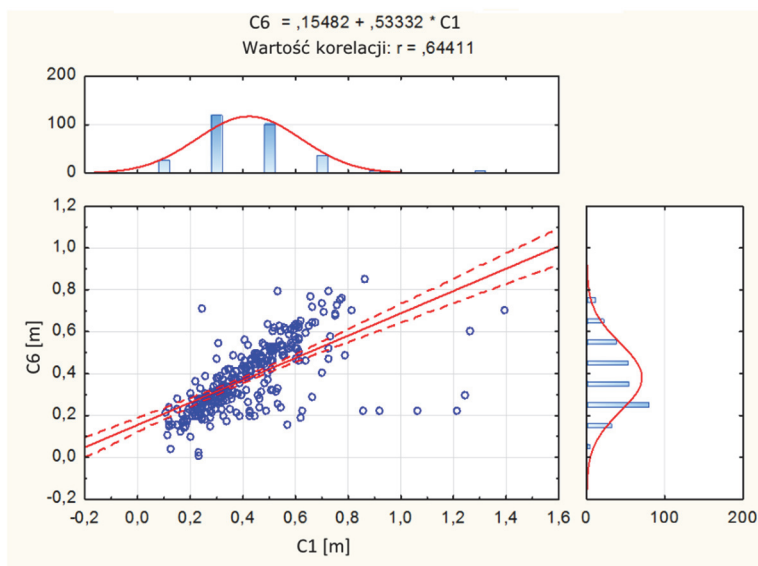 C6 = ,15482 + ,53332 * C1
Wartość korelacji: r = ,64411
200
100
0
1,2
1,0
0,8
0,6
0,4
0,2
0,0
-0,2
C6 [m]
-0,2 0,0 0,2 0,4 0,6 0,8 1,0 1,2 1,4 1,6
C1 [m]
0 100 200